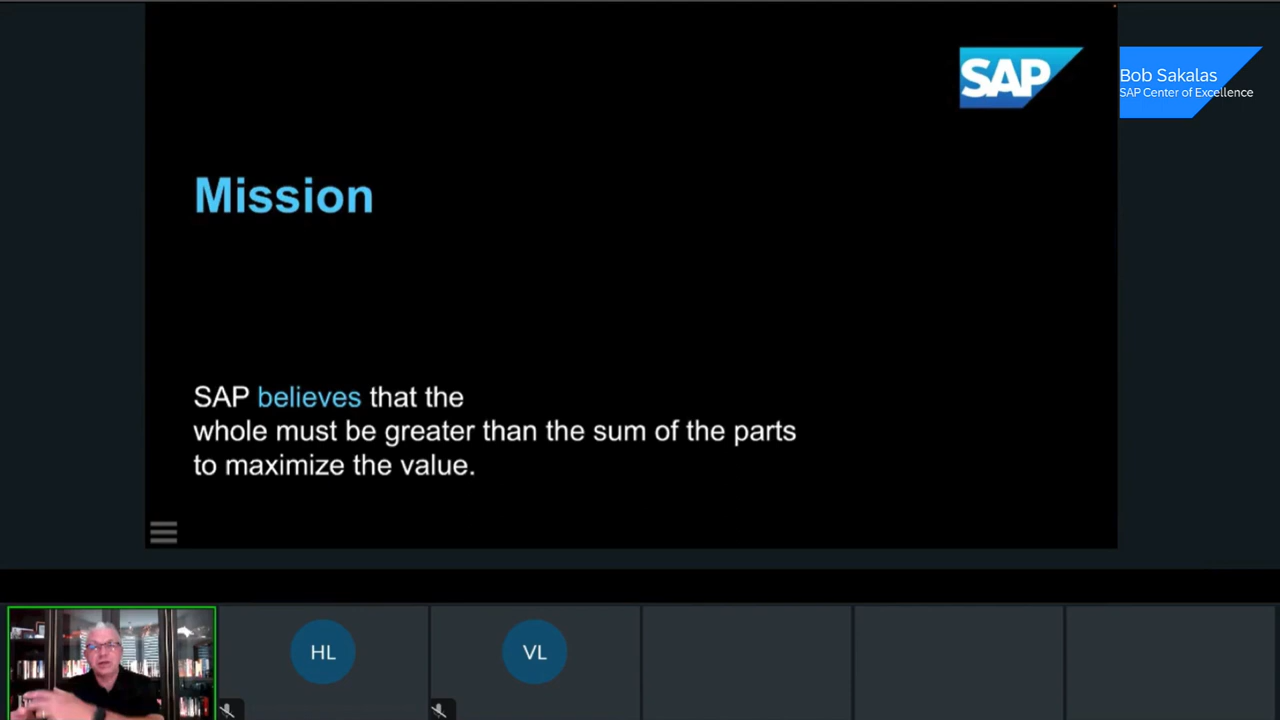 SAP
Bob Sakalas
SAP Center of Excellence
Mission
SAP believes that the
whole must be greater than the sum of the parts
to maximize the value.
HL
VL